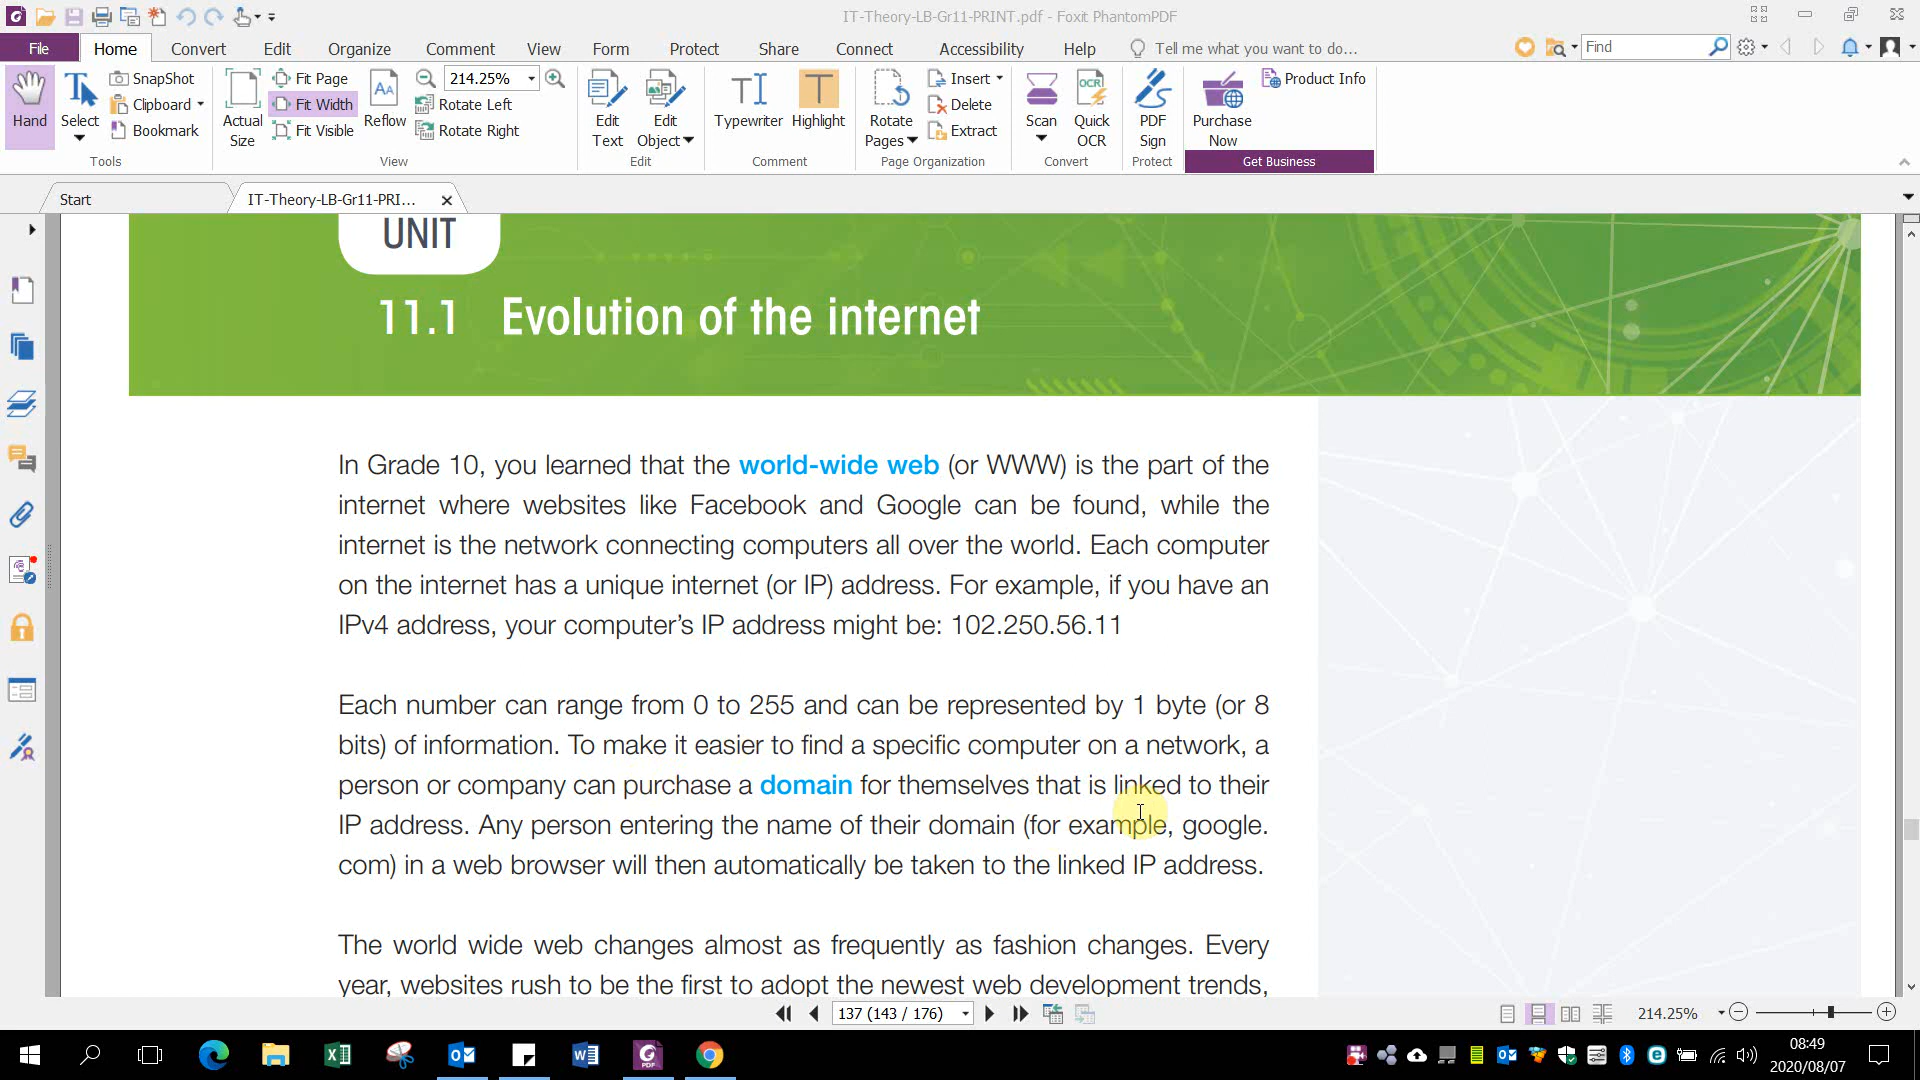 IT-Theory-LB-Gr11-PRINT.pdf - Foxit PhantomPDF
File Home Convert Edit Organize Comment View Form Protect Share Connect Accessibility Help Tell me what you want to do... Find
Hand
Select
SnapShot
Clipboard
Bookmark
Tools
Actual Size
Fit Page
Fit Width
Fit Visible
Reflow
214.25%
Rotate Left
Rotate Right
View
Edit Text
Edit Object
Edit
Typewriter
Highlight
Comment
Rotate Pages
Insert
Delete
Extract
Page Organization
Scan
Quick OCR
Convert
PDF Sign
Protect
Purchase Now
Product Info
Get Business
Start
IT-Theory-LB-Gr11-PRI...
UNIT
11.1 Evolution of the internet
In Grade 10, you learned that the world-wide web (or WWW) is the part of the
internet where websites like Facebook and Google can be found, while the
internet is the network connecting computers all over the world. Each computer
on the internet has a unique internet (or IP) address. For example, if you have an
IPv4 address, your computer's IP address might be: 102.250.56.11
Each number can range from 0 to 255 and can be represented by 1 byte (or 8
bits) of information. To make it easier to find a specific computer on a network, a
person or company can purchase a domain for themselves that is linked to their
IP address. Any person entering the name of their domain (for example, google.
com) in a web browser will then automatically be taken to the linked IP address.
The world wide web changes almost as frequently as fashion changes. Every
year, websites rush to be the first to adopt the newest web development trends,
137 (143 / 176)
214.25%
08:49
2020/08/07